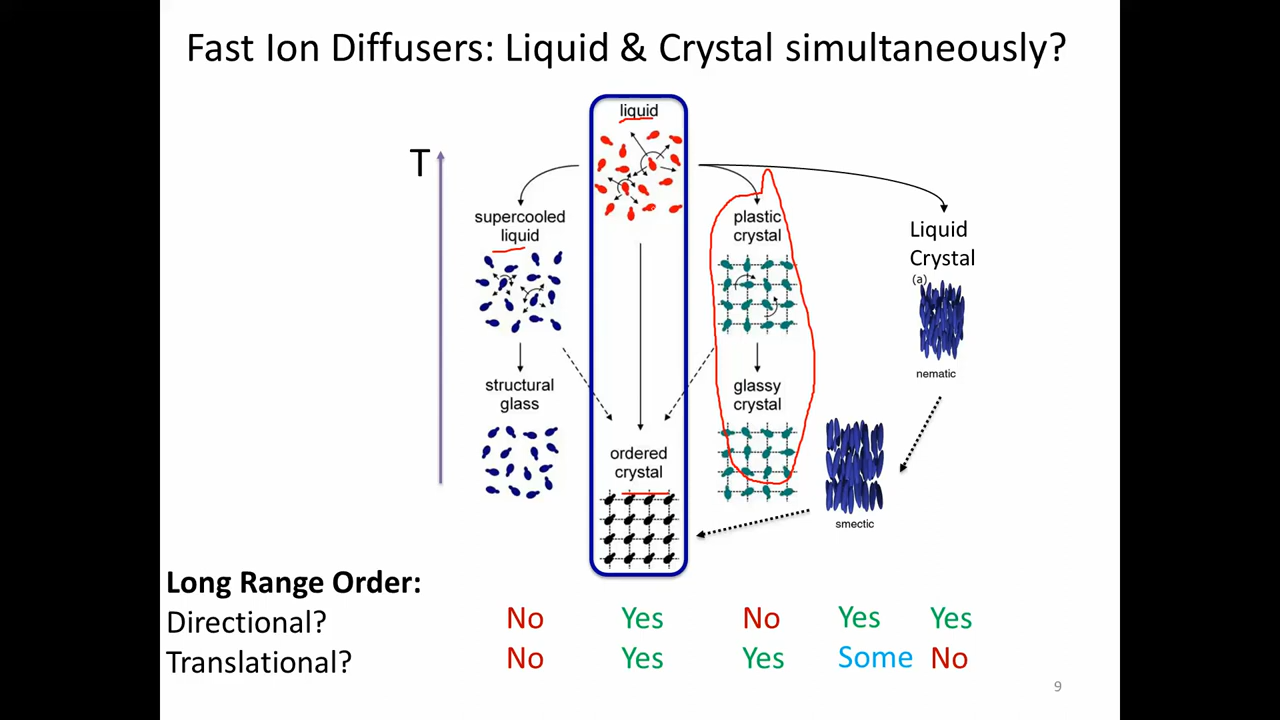 Fast Ion Diffusers: Liquid & Crystal simultaneously?
T
liquid
supercooled
liquid
plastic
crystal
Liquid
Crystal
(a)
nematic
structural
glass
glassy
crystal
ordered
crystal
smectic
Long Range Order:
Directional? No Yes No Yes Yes
Translational? No Yes Yes Some No
9